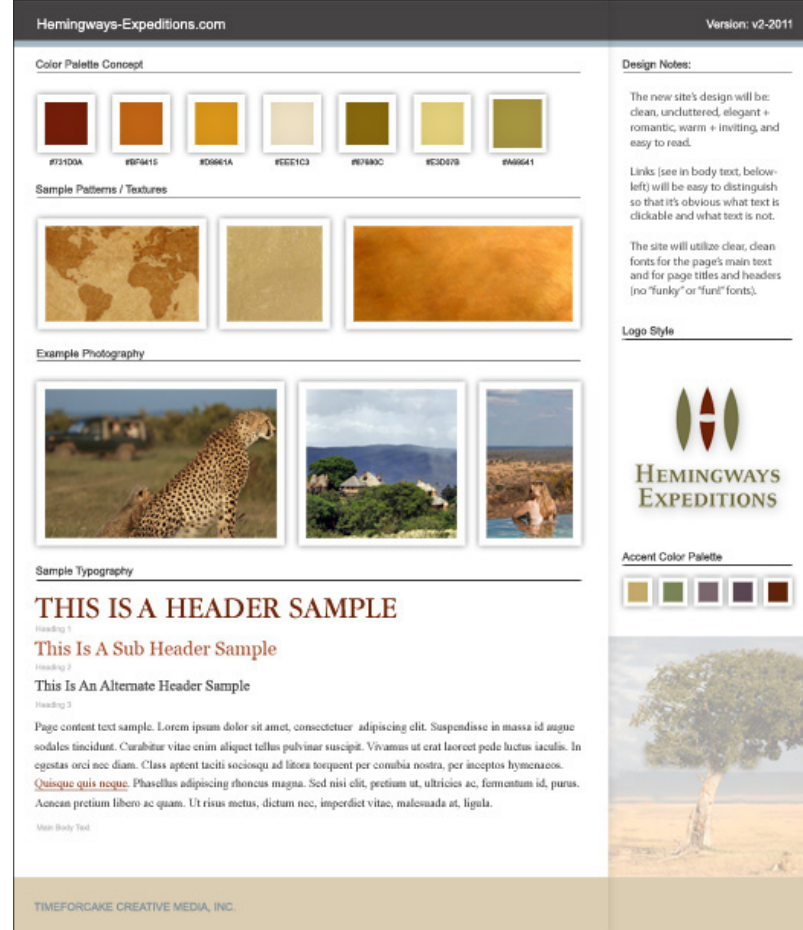 Hemingways-Expeditions.com
Version: v2-2011
Color Palette Concept
#731D0A
#BF6415
#D9961A
#EEE1C3
#87680C
#E3D07B
#A69541
Sample Patterns / Textures
Example Photography
Sample Typography
THIS IS A HEADER SAMPLE
Heading 1
This Is A Sub Header Sample
Heading 2
This Is An Alternate Header Sample
Heading 3
Page content text sample. Lorem ipsum dolor sit amet, consectetuer adipiscing elit. Suspendisse in massa id augue
sodales tincidunt. Curabitur vitae enim aliquet tellus pulvinar suscipit. Vivamus ut erat laoreet pede luctus iaculis. In
egestas orci nec diam. Class aptent taciti sociosqu ad litora torquent per conubia nostra, per inceptos hymenaeos.
Quisque quis neque. Phasellus adipiscing rhoncus magna. Sed nisi elit, pretium ut, ultricies ac, fermentum id, purus.
Aenean pretium libero ac quam. Ut risus metus, dictum nec, imperdiet vitae, malesuada at, ligula.
Main Body Text
Design Notes:
The new site's design will be:
clean, uncluttered, elegant +
romantic, warm + inviting, and
easy to read.
Links (see in body text, below-
left) will be easy to distinguish
so that it's obvious what text is
clickable and what text is not.
The site will utilize clear, clean
fonts for the page's main text
and for page titles and headers
(no "funky" or "fun!" fonts).
Logo Style
HEMINGWAYS
EXPEDITIONS
Accent Color Palette
TIMEFORCAKE CREATIVE MEDIA, INC.